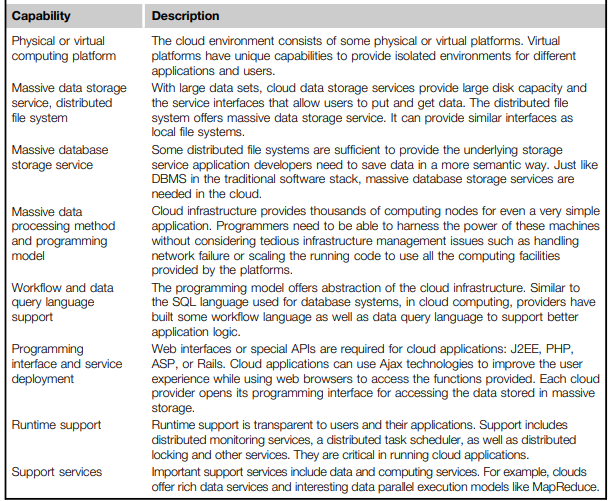 Capability Description
Physical or virtual The cloud environment consists of some physical or virtual platforms. Virtual
computing platform platforms have unique capabilities to provide isolated environments for different
applications and users.
Massive data storage With large data sets, cloud data storage services provide large disk capacity and
service, distributed the service interfaces that allow users to put and get data. The distributed file
file system system offers massive data storage service. It can provide similar interfaces as
local file systems.
Massive database Some distributed file systems are sufficient to provide the underlying storage
storage service service application developers need to save data in a more semantic way. Just like
DBMS in the traditional software stack, massive database storage services are
needed in the cloud.
Massive data Cloud infrastructure provides thousands of computing nodes for even a very simple
processing method application. Programmers need to be able to harness the power of these machines
and programming without considering tedious infrastructure management issues such as handling
model network failure or scaling the running code to use all the computing facilities
provided by the platforms.
Workflow and data The programming model offers abstraction of the cloud infrastructure. Similar to
query language the SQL language used for database systems, in cloud computing, providers have
support built some workflow language as well as data query language to support better
application logic.
Programming Web interfaces or special APIs are required for cloud applications: J2EE, PHP,
interface and service ASP, or Rails. Cloud applications can use Ajax technologies to improve the user
deployment experience while using web browsers to access the functions provided. Each cloud
provider opens its programming interface for accessing the data stored in massive
storage.
Runtime support Runtime support is transparent to users and their applications. Support includes
distributed monitoring services, a distributed task scheduler, as well as distributed
locking and other services. They are critical in running cloud applications.
Support services Important support services include data and computing services. For example, clouds
offer rich data services and interesting data parallel execution models like MapReduce.